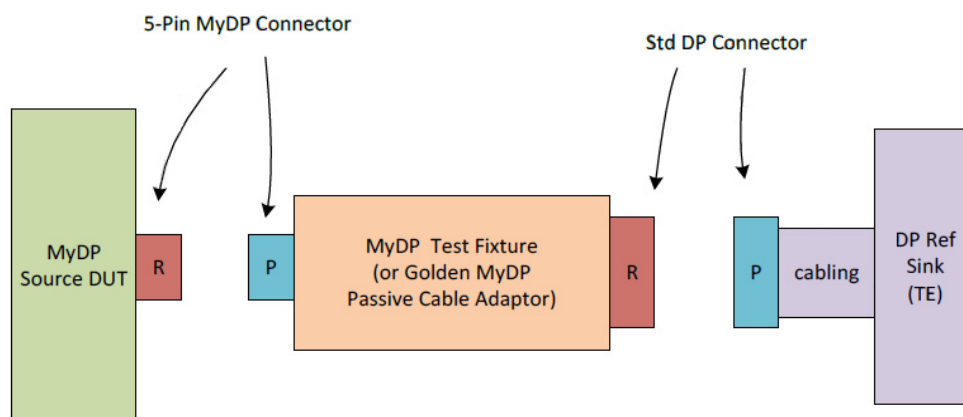 5-Pin MyDP Connector
Std DP Connector
MyDP
Source DUT
R
P
MyDP Test Fixture
(or Golden MyDP
Passive Cable Adaptor)
R
P
cabling
DP Ref
Sink
(TE)